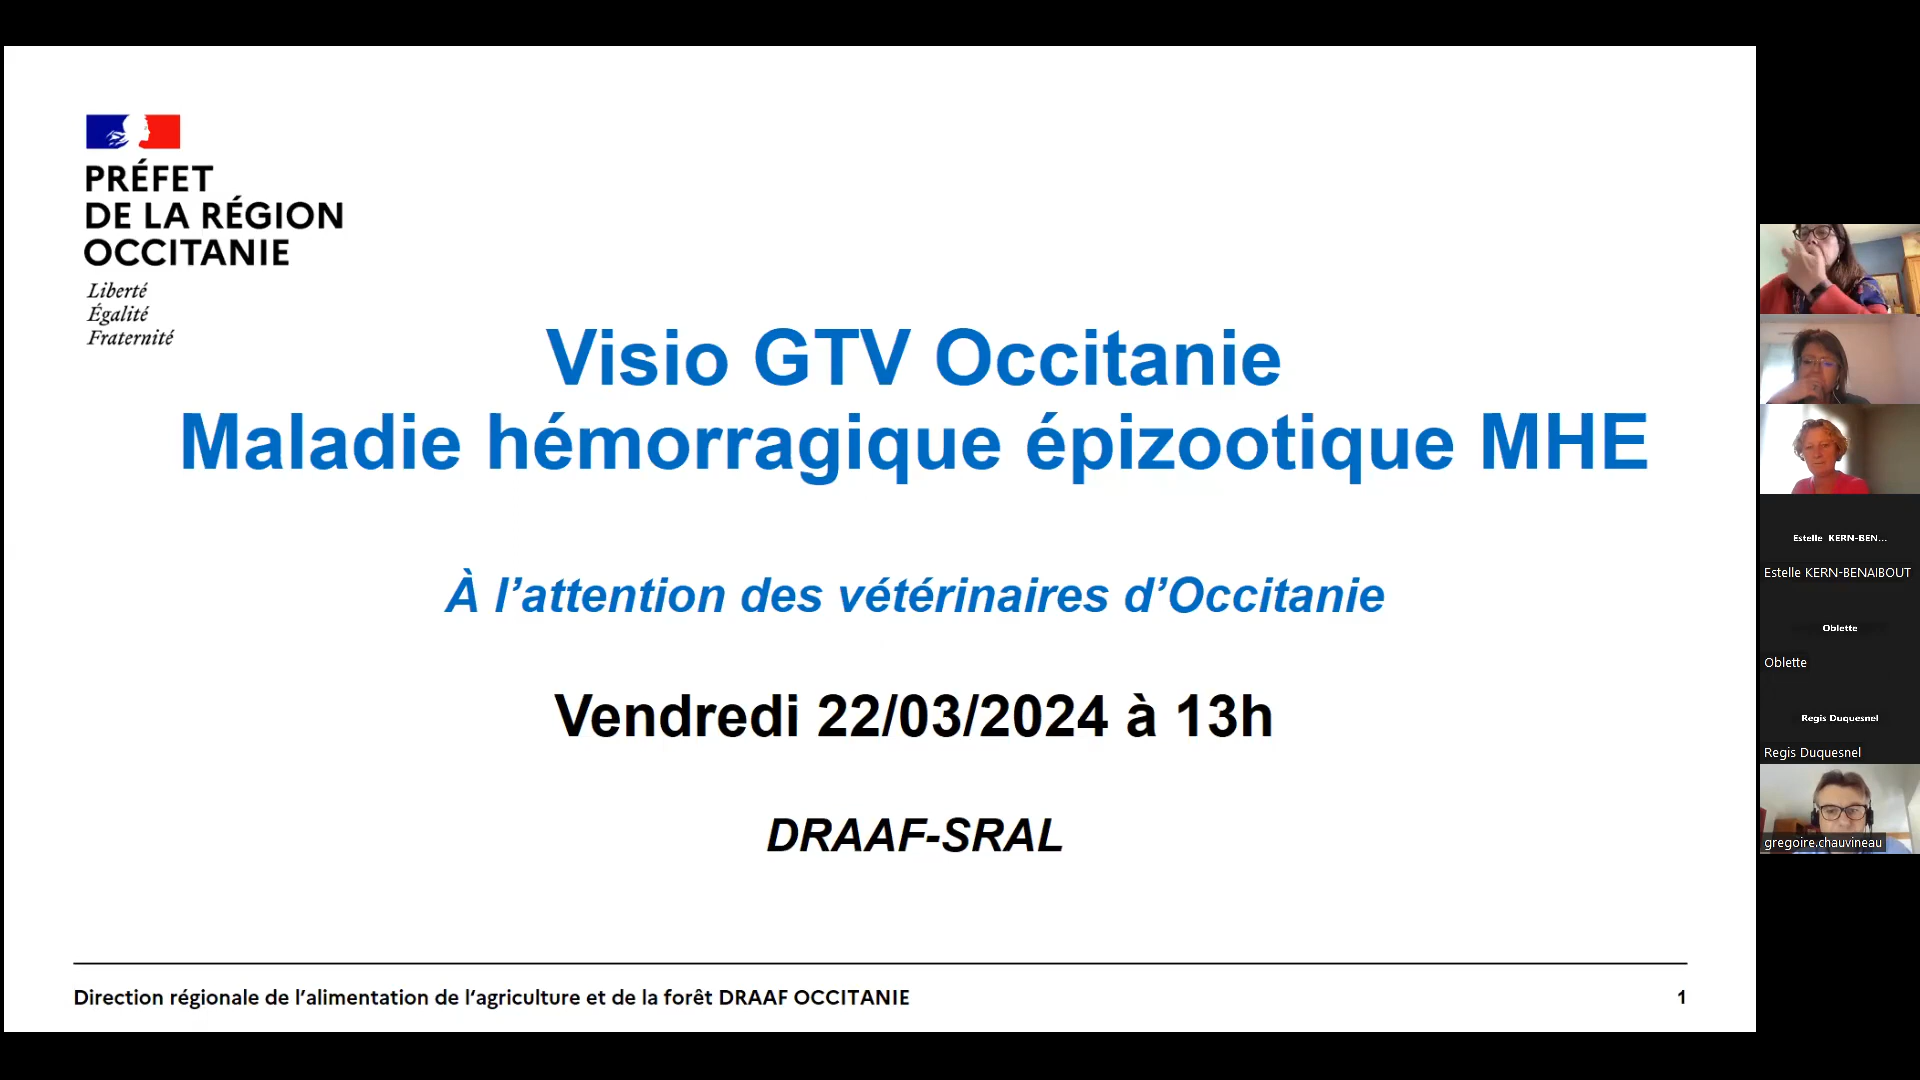 PRÉFET
DE LA RÉGION
OCCITANIE
Liberté
Égalité
Fraternité
Visio GTV Occitanie
Maladie hémorragique épizootique MHE
À l’attention des vétérinaires d’Occitanie
Vendredi 22/03/2024 à 13h
DRAAF-SRAL
Direction régionale de l’alimentation de l’agriculture et de la forêt DRAAF OCCITANIE
1
Estelle KERN-BEN...
Estelle KERN-BENAIBOUT
Oblette
Oblette
Regis Duquesnel
Regis Duquesnel
gregoire.chauvineau